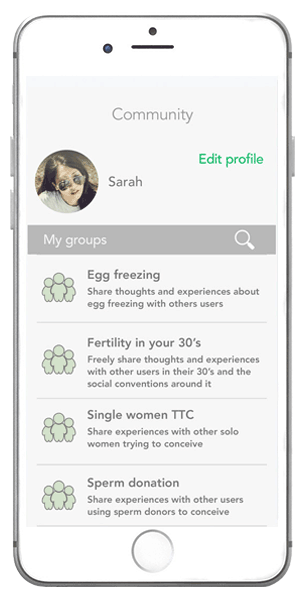 Community
Edit profile
Sarah
My groups
Egg freezing
Share thoughts and experiences about
egg freezing with others users
Fertility in your 30's
Freely share thoughts and experiences
with other users in their 30's and the
social conventions around it
Single women TTC
Share experiences with other solo
women trying to conceive
Sperm donation
Share experiences with other users
using sperm donors to conceive